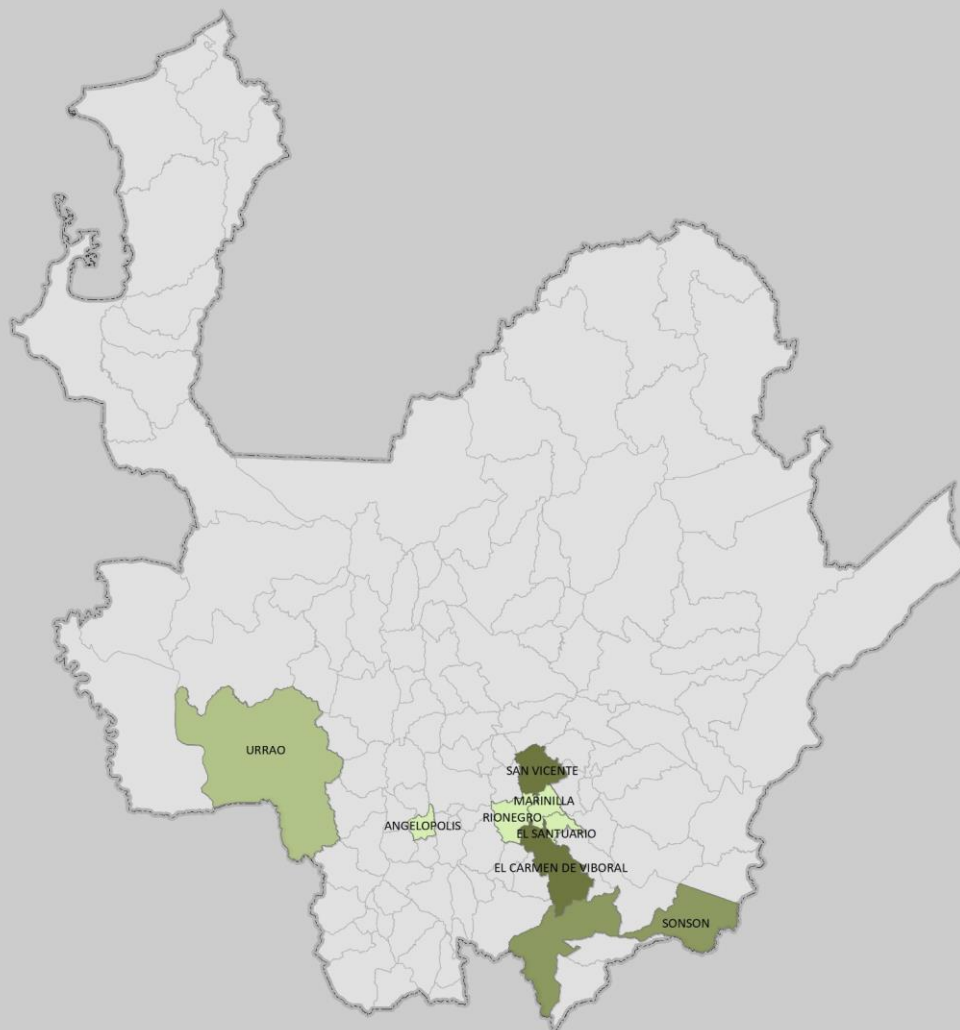 URRAO
SAN VICENTE
MARINILLA
RIONEGRO
ANGELOPOLIS
EL SANTUARIO
EL CARMEN DE VIBORAL
SONSON